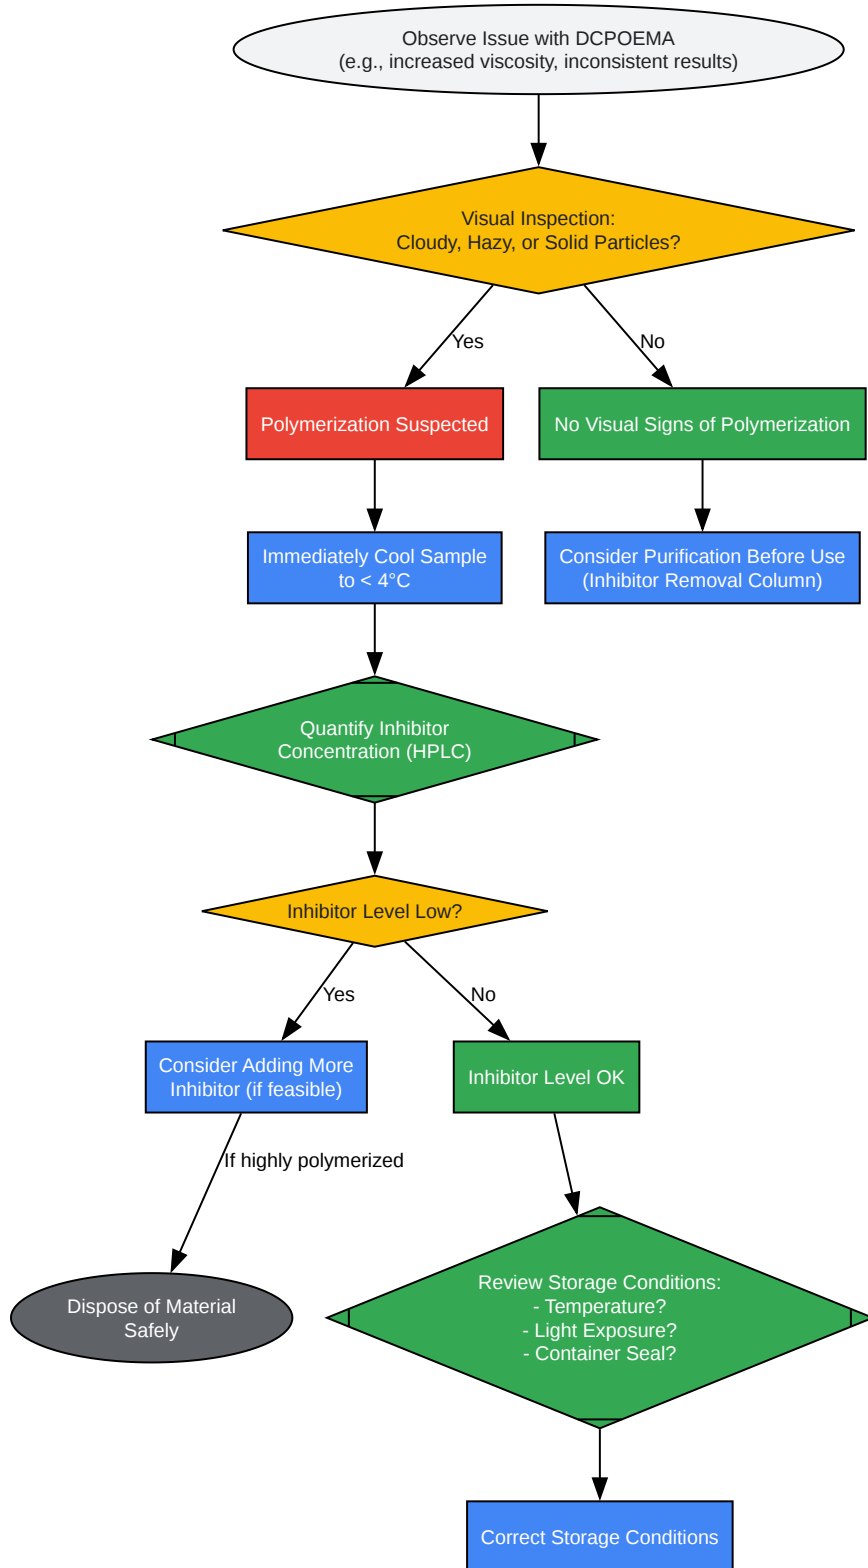 Observe Issue with DCPOEMA
(e.g., increased viscosity, inconsistent results)
Visual Inspection:
Cloudy, Hazy, or Solid Particles?
Yes
No
Polymerization Suspected
No Visual Signs of Polymerization
Immediately Cool Sample
to < 4°C
Consider Purification Before Use
(Inhibitor Removal Column)
Quantify Inhibitor
Concentration (HPLC)
Inhibitor Level Low?
Yes
No
Consider Adding More
Inhibitor (if feasible)
Inhibitor Level OK
If highly polymerized
Dispose of Material
Safely
Review Storage Conditions:
- Temperature?
- Light Exposure?
- Container Seal?
Correct Storage Conditions